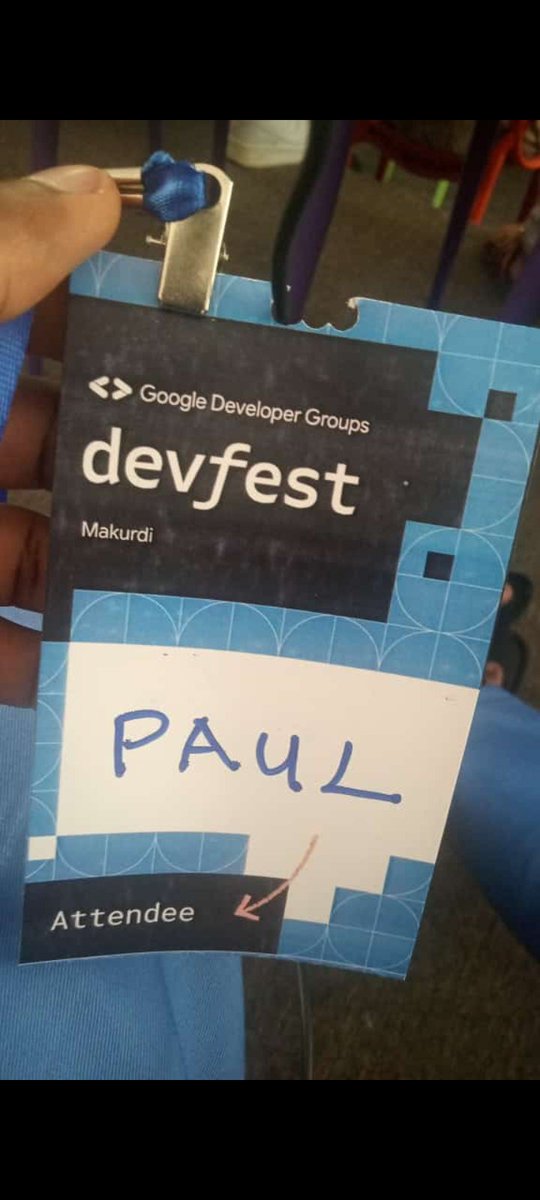 <> Google Developer Groups
devfest
Makurdi
PAUL
Attendee